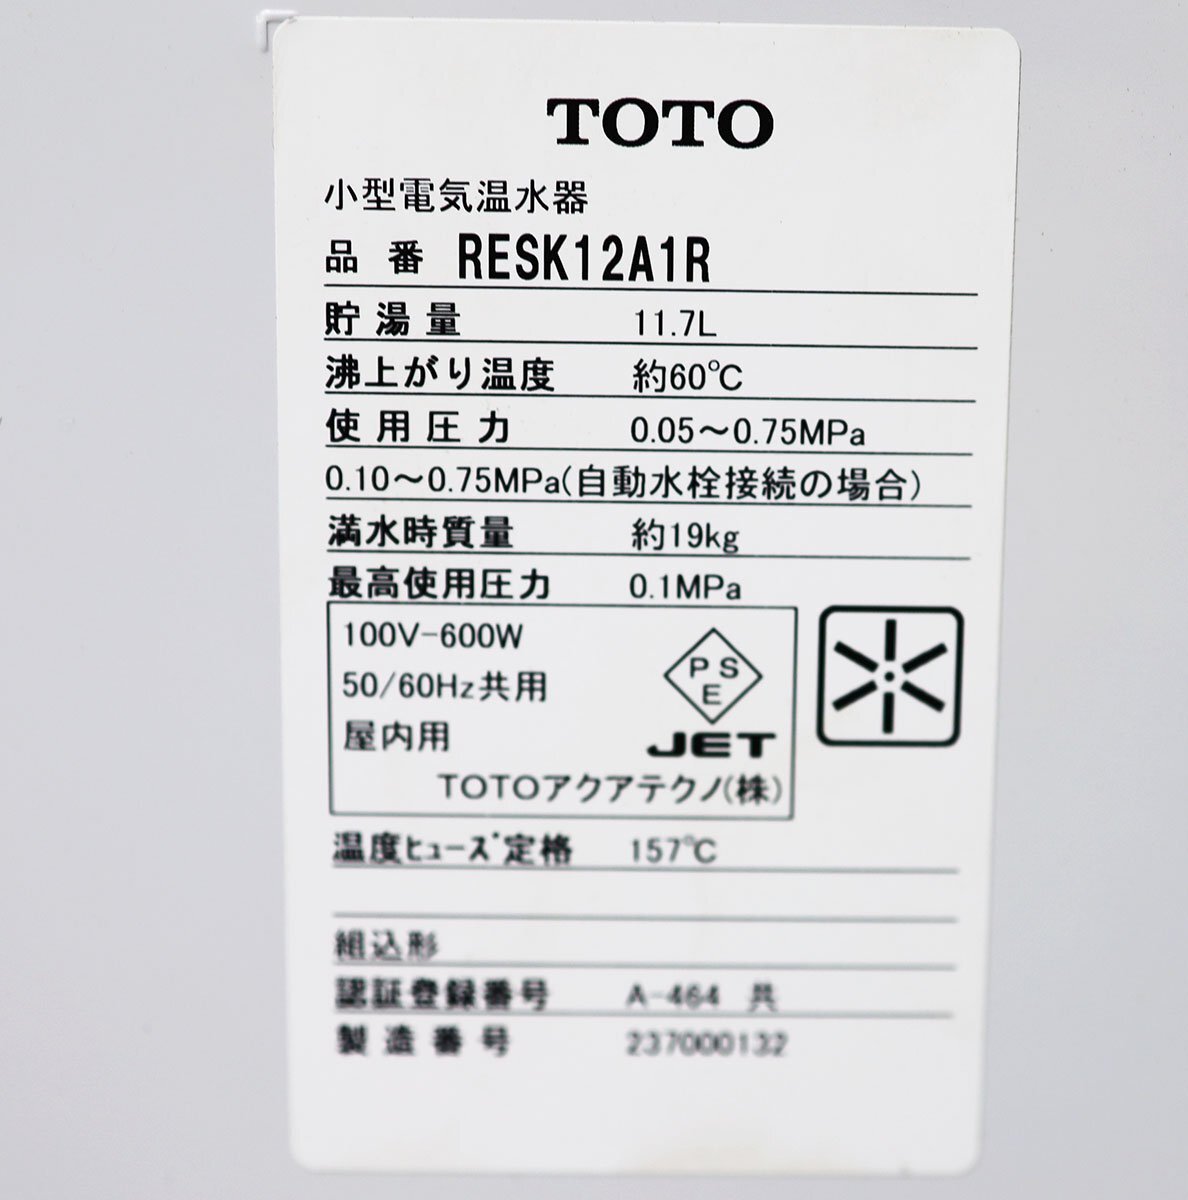 TOTO
小型電気温水器
品 番 RESK12A1R
貯 湯 量 11.7L
沸上がり温度 約60℃
使 用 圧 力 0.05～0.75MPa
0.10～0.75MPa(自動水栓接続の場合)
満水時質量 約19kg
最高使用圧力 0.1MPa
100V-600W
50/60Hz共用
屋内用
P S
E
JET
TOTOアクアテクノ(株)
温度ﾋｭｰｽﾞ定格 157℃
組込形
認証登録番号 A-464 共
製 造 番 号 237000132